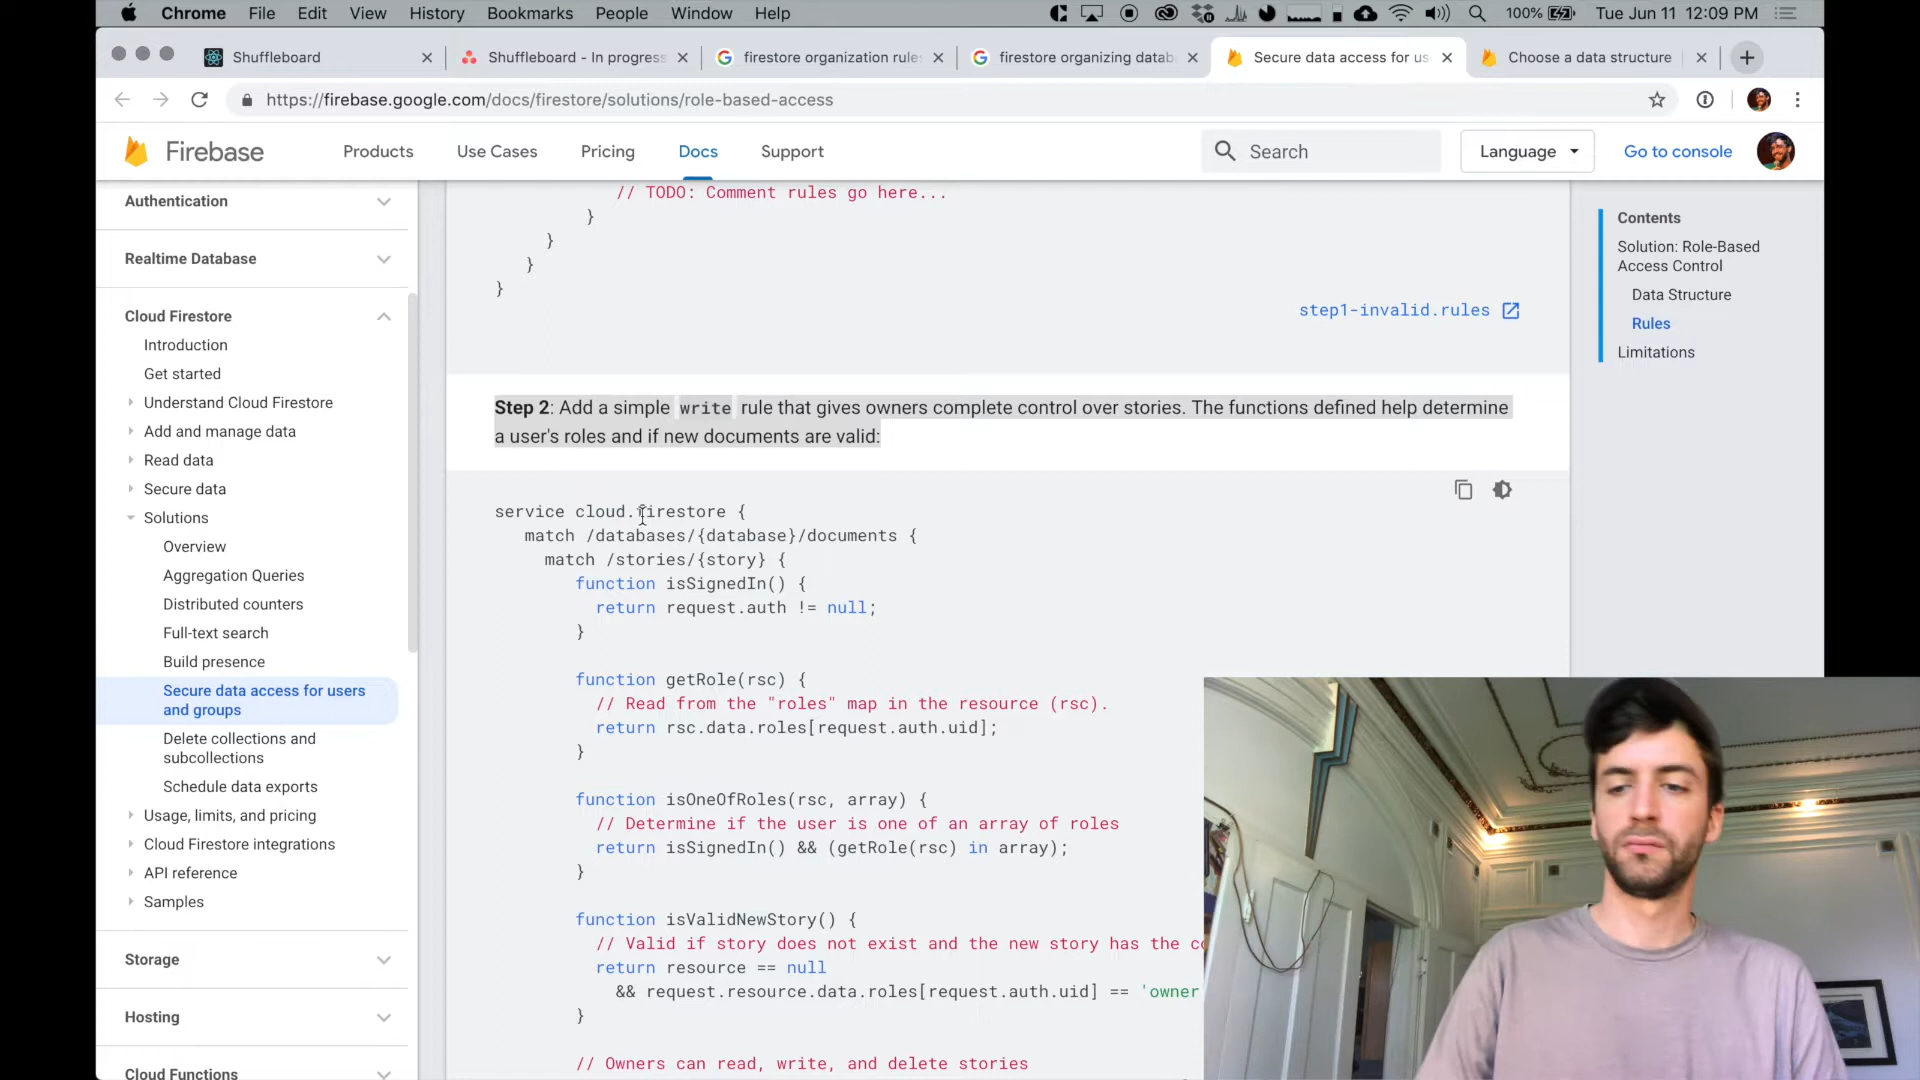 Chrome File Edit View History Bookmarks People Window Help 100% Tue Jun 11 12:09 PM
Shuffleboard Shuffleboard - In progress firestore organization rule firestore organizing datab Secure data access for us Choose a data structure
https://firebase.google.com/docs/firestore/solutions/role-based-access
Firebase Products Use Cases Pricing Docs Support Search Language Go to console
Authentication
Realtime Database
Cloud Firestore
Introduction
Get started
Understand Cloud Firestore
Add and manage data
Read data
Secure data
Solutions
Overview
Aggregation Queries
Distributed counters
Full-text search
Build presence
Secure data access for users
and groups
Delete collections and
subcollections
Schedule data exports
Usage, limits, and pricing
Cloud Firestore integrations
API reference
Samples
Storage
Hosting
Cloud Functions
// TODO: Comment rules go here...
}
}
}
}
step1-invalid.rules
Step 2: Add a simple write rule that gives owners complete control over stories. The functions defined help determine
a user's roles and if new documents are valid:
service cloud.firestore {
match /databases/{database}/documents {
match /stories/{story} {
function isSignedIn() {
return request.auth != null;
}
function getRole(rsc) {
// Read from the "roles" map in the resource (rsc).
return rsc.data.roles[request.auth.uid];
}
function isOneOfRoles(rsc, array) {
// Determine if the user is one of an array of roles
return isSignedIn() && (getRole(rsc) in array);
}
function isValidNewStory() {
// Valid if story does not exist and the new story has the co
return resource == null
&& request.resource.data.roles[request.auth.uid] == 'owner
}
// Owners can read, write, and delete stories
Contents
Solution: Role-Based
Access Control
Data Structure
Rules
Limitations